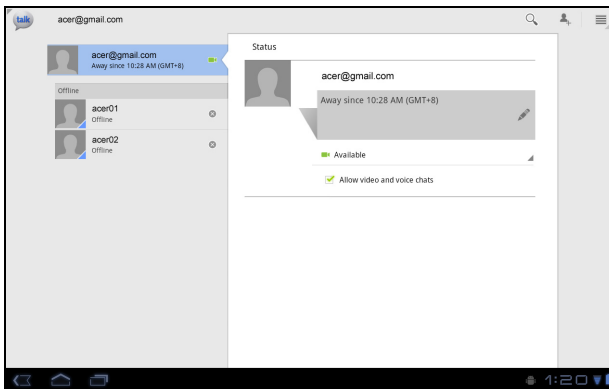 talk
acer@gmail.com
acer@gmail.com
Away since 10:28 AM (GMT+8)
Offline
acer01
Offline
acer02
Offline
Status
acer@gmail.com
Away since 10:28 AM (GMT+8)
Available
Allow video and voice chats
1:20